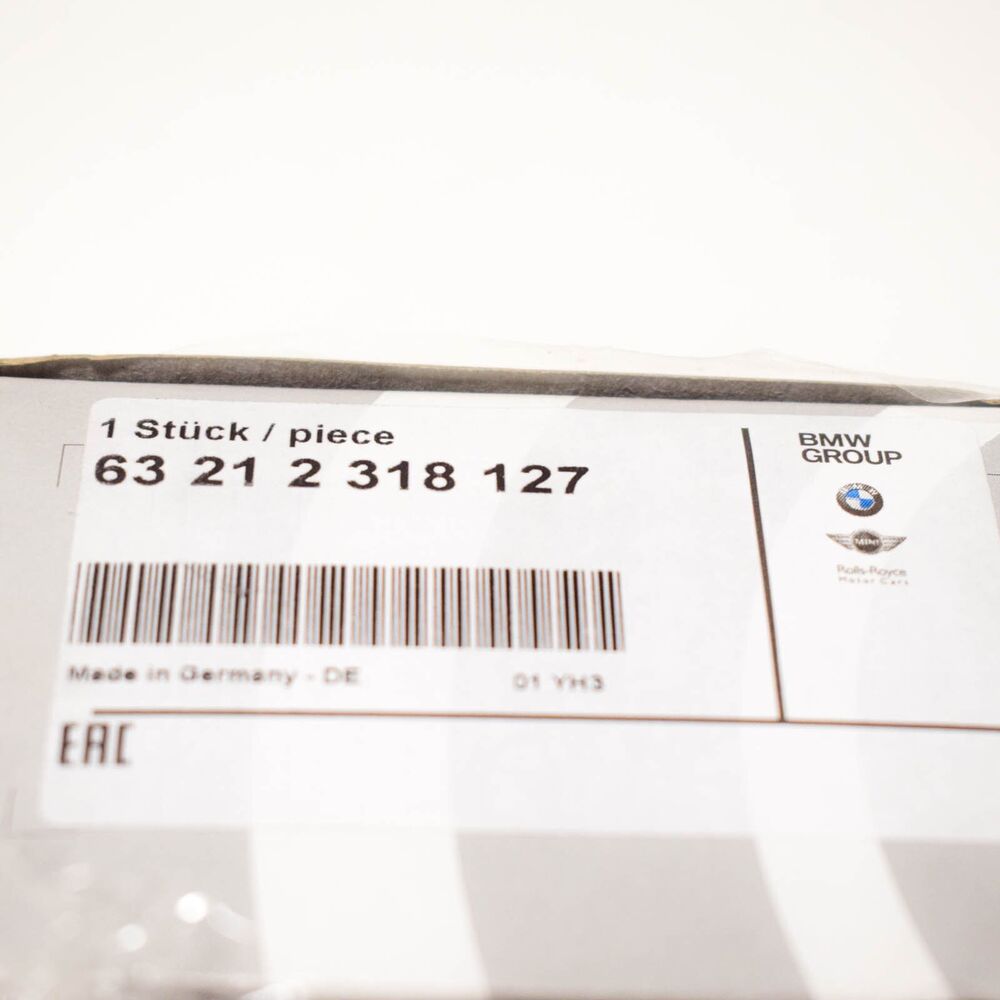 1 Stück / piece
63 21 2 318 127
Made in Germany - DE
01 YH3
EAC
BMW
GROUP
BMW
MINI
Rolls-Royce
Motor Cars